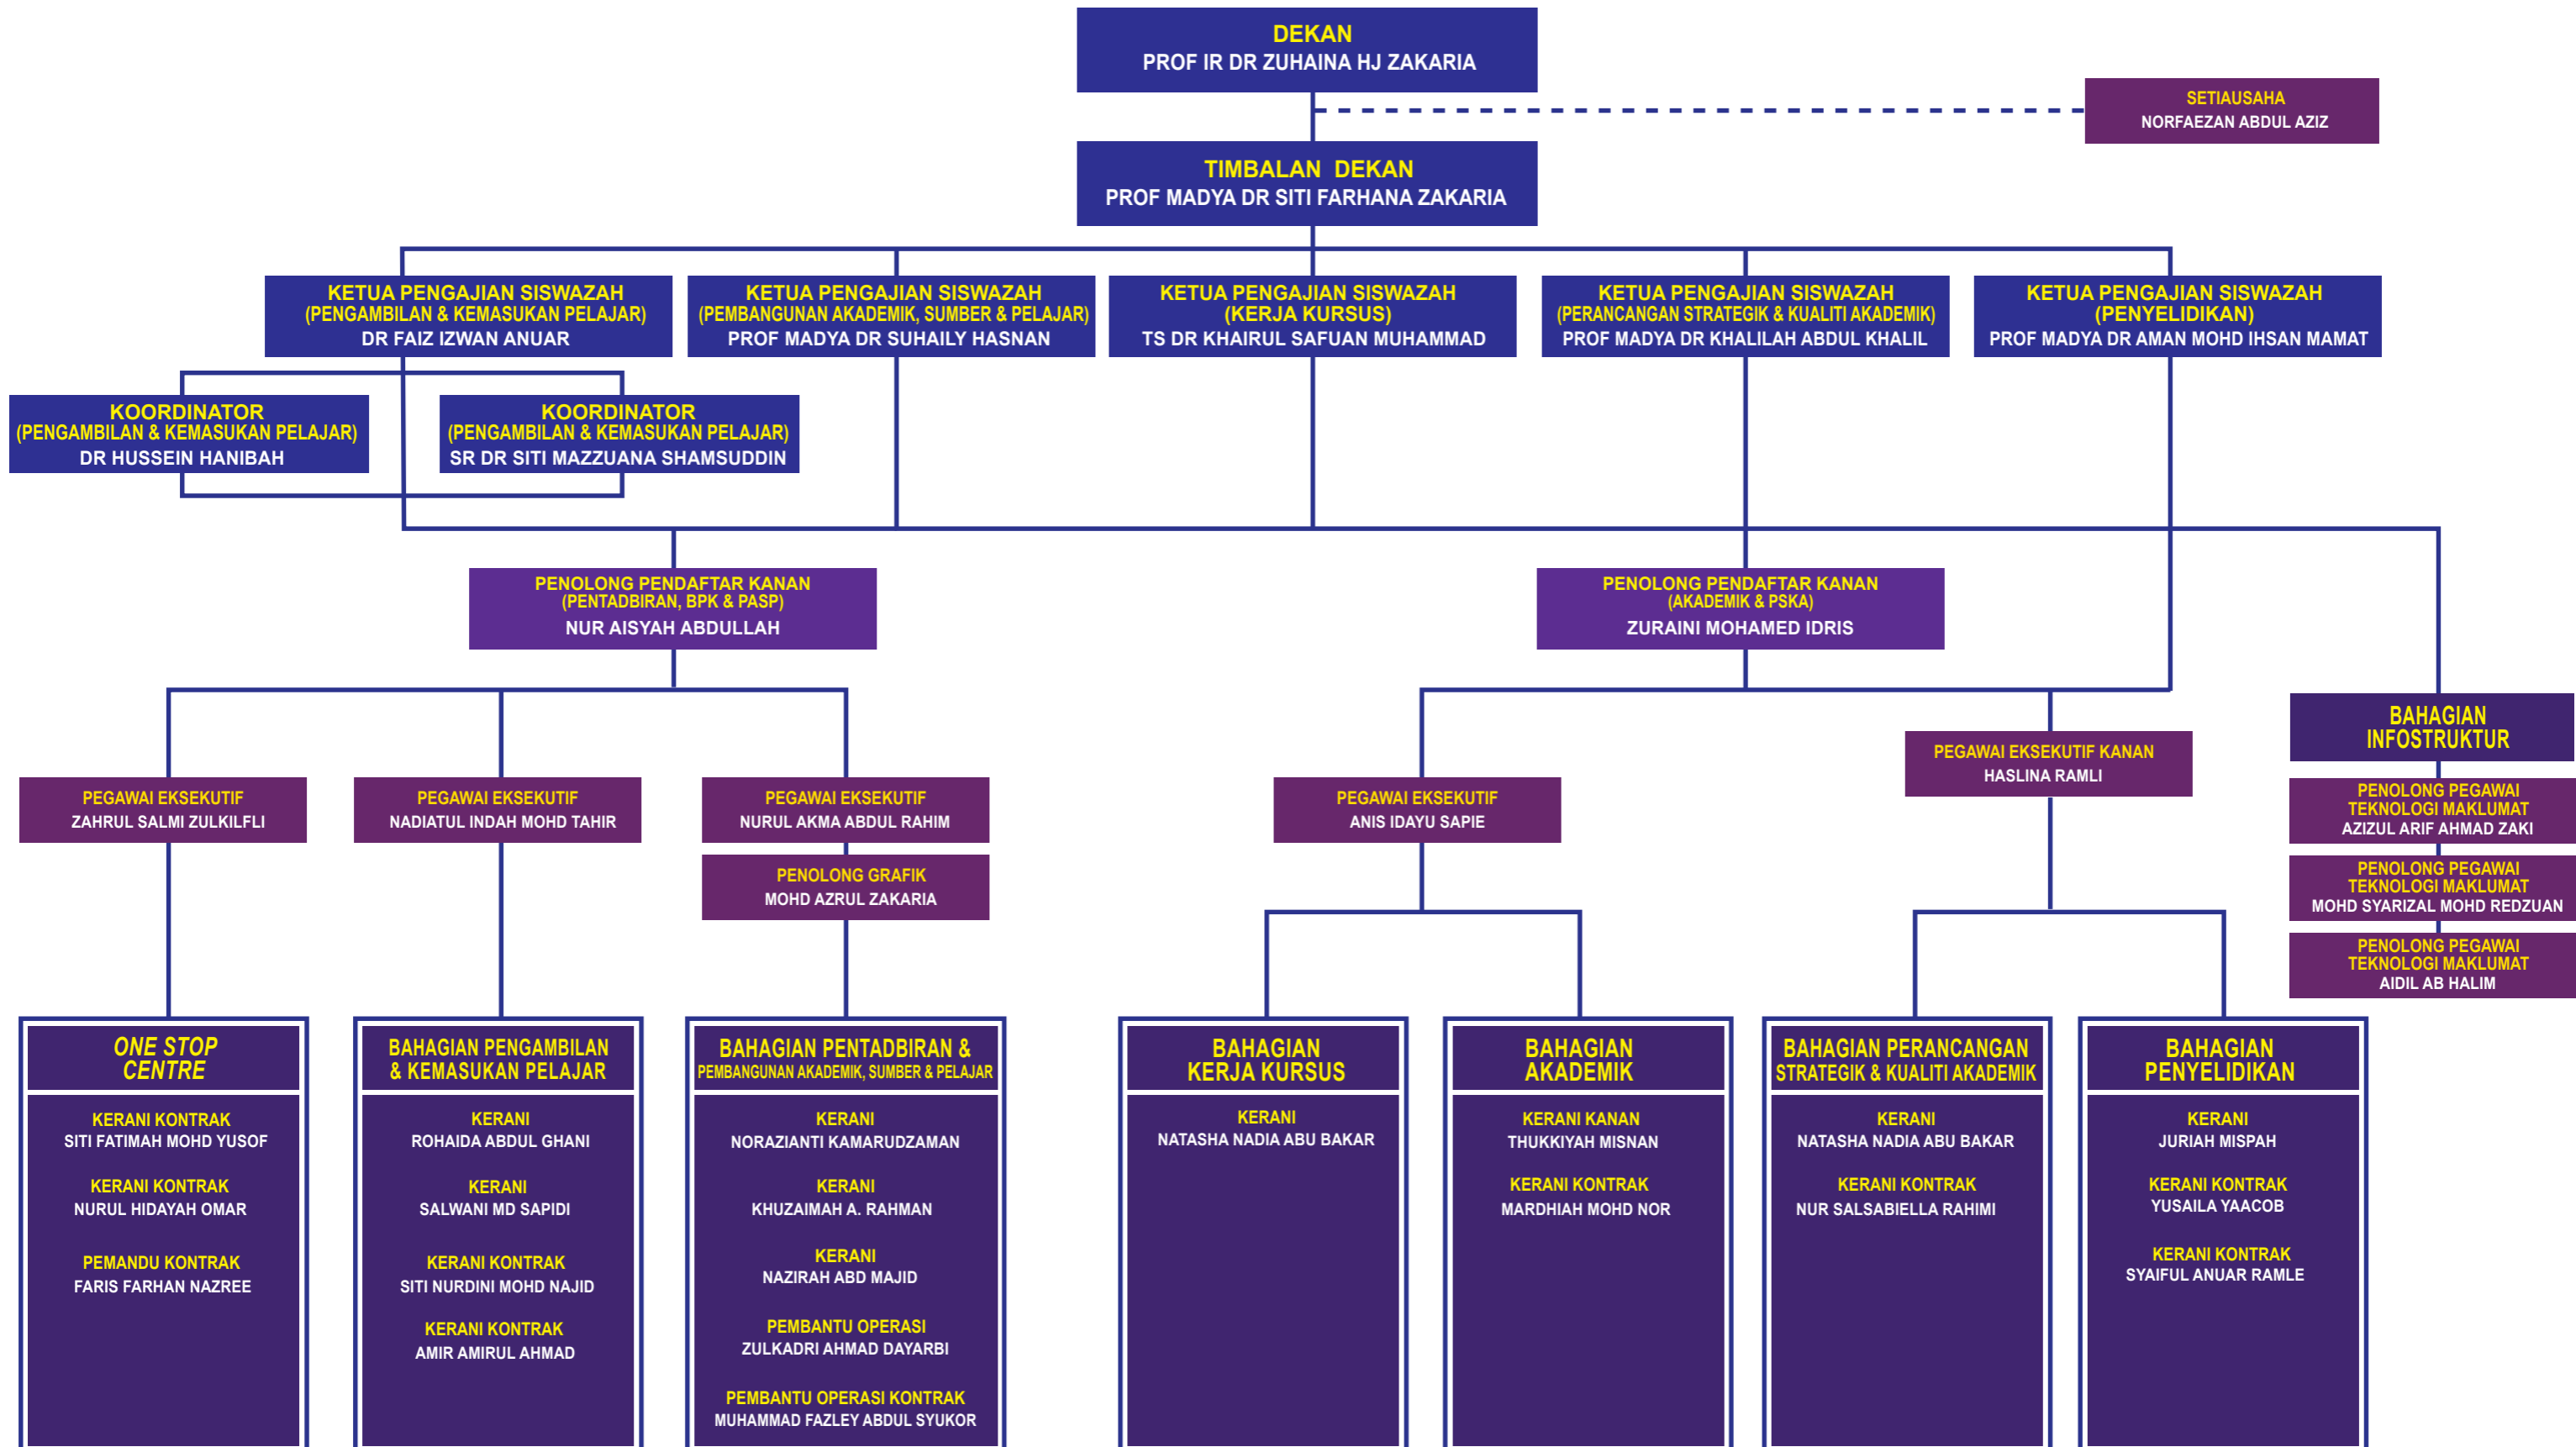 DEKAN
PROF IR DR ZUHAINA HJ ZAKARIA
SETIAUSAHA
NORFAEZAN ABDUL AZIZ
TIMBALAN DEKAN
PROF MADYA DR SITI FARHANA ZAKARIA
KETUA PENGAJIAN SISWAZAH
(PENGAMBILAN & KEMASUKAN PELAJAR)
DR FAIZ IZWAN ANUAR
KETUA PENGAJIAN SISWAZAH
(PEMBANGUNAN AKADEMIK, SUMBER & PELAJAR)
PROF MADYA DR SUHAILY HASNAN
KETUA PENGAJIAN SISWAZAH
(KERJA KURSUS)
TS DR KHAIRUL SAFUAN MUHAMMAD
KETUA PENGAJIAN SISWAZAH
(PERANCANGAN STRATEGIK & KUALITI AKADEMIK)
PROF MADYA DR KHALILAH ABDUL KHALIL
KETUA PENGAJIAN SISWAZAH
(PENYELIDIKAN)
PROF MADYA DR AMAN MOHD IHSAN MAMAT
KOORDINATOR
(PENGAMBILAN & KEMASUKAN PELAJAR)
DR HUSSEIN HANIBAH
KOORDINATOR
(PENGAMBILAN & KEMASUKAN PELAJAR)
SR DR SITI MAZZUANA SHAMSUDDIN
PENOLONG PENDAFTAR KANAN
(PENTADBIRAN, BPK & PASP)
NUR AISYAH ABDULLAH
PENOLONG PENDAFTAR KANAN
(AKADEMIK & PSKA)
ZURAINI MOHAMED IDRIS
PEGAWAI EKSEKUTIF
ZAHRUL SALMI ZULKILFLI
PEGAWAI EKSEKUTIF
NADIATUL INDAH MOHD TAHIR
PEGAWAI EKSEKUTIF
NURUL AKMA ABDUL RAHIM
PENOLONG GRAFIK
MOHD AZRUL ZAKARIA
PEGAWAI EKSEKUTIF
ANIS IDAYU SAPIE
PEGAWAI EKSEKUTIF KANAN
HASLINA RAMLI
BAHAGIAN
INFOSTRUKTUR
PENOLONG PEGAWAI
TEKNOLOGI MAKLUMAT
AZIZUL ARIF AHMAD ZAKI
PENOLONG PEGAWAI
TEKNOLOGI MAKLUMAT
MOHD SYARIZAL MOHD REDZUAN
PENOLONG PEGAWAI
TEKNOLOGI MAKLUMAT
AIDIL AB HALIM
ONE STOP
CENTRE
KERANI KONTRAK
SITI FATIMAH MOHD YUSOF
KERANI KONTRAK
NURUL HIDAYAH OMAR
PEMANDU KONTRAK
FARIS FARHAN NAZREE
BAHAGIAN PENGAMBILAN
& KEMASUKAN PELAJAR
KERANI
ROHAIDA ABDUL GHANI
KERANI
SALWANI MD SAPIDI
KERANI KONTRAK
SITI NURDINI MOHD NAJID
KERANI KONTRAK
AMIR AMIRUL AHMAD
BAHAGIAN PENTADBIRAN &
PEMBANGUNAN AKADEMIK, SUMBER & PELAJAR
KERANI
NORAZIANTI KAMARUDZAMAN
KERANI
KHUZAIMAH A. RAHMAN
KERANI
NAZIRAH ABD MAJID
PEMBANTU OPERASI
ZULKADRI AHMAD DAYARBI
PEMBANTU OPERASI KONTRAK
MUHAMMAD FAZLEY ABDUL SYUKOR
BAHAGIAN
KERJA KURSUS
KERANI
NATASHA NADIA ABU BAKAR
BAHAGIAN
AKADEMIK
KERANI KANAN
THUKKIYAH MISNAN
KERANI KONTRAK
MARDHIAH MOHD NOR
BAHAGIAN PERANCANGAN
STRATEGIK & KUALITI AKADEMIK
KERANI
NATASHA NADIA ABU BAKAR
KERANI KONTRAK
NUR SALSABIELLA RAHIMI
BAHAGIAN
PENYELIDIKAN
KERANI
JURIAH MISPAH
KERANI KONTRAK
YUSAILA YAACOB
KERANI KONTRAK
SYAIFUL ANUAR RAMLE